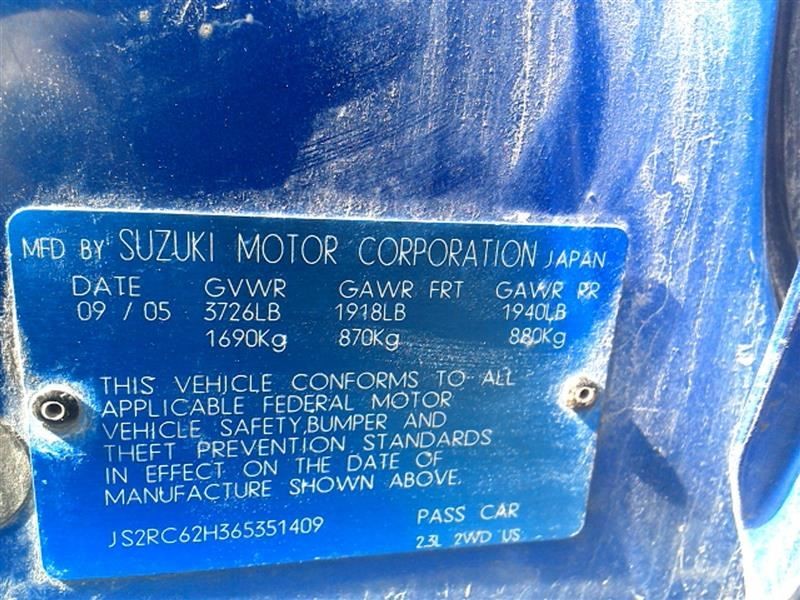 MFD BY SUZUKI MOTOR CORPORATION JAPAN
DATE GVWR GAWR FRT GAWR RR
09 / 05 3726LB 1918LB 1940LB
1690Kg 870Kg 880Kg
THIS VEHICLE CONFORMS TO ALL
APPLICABLE FEDERAL MOTOR
VEHICLE SAFETY,BUMPER AND
THEFT PREVENTION STANDARDS
IN EFFECT ON THE DATE OF
MANUFACTURE SHOWN ABOVE.
JS2RC62H365351409 PASS CAR
2.3L 2WD US